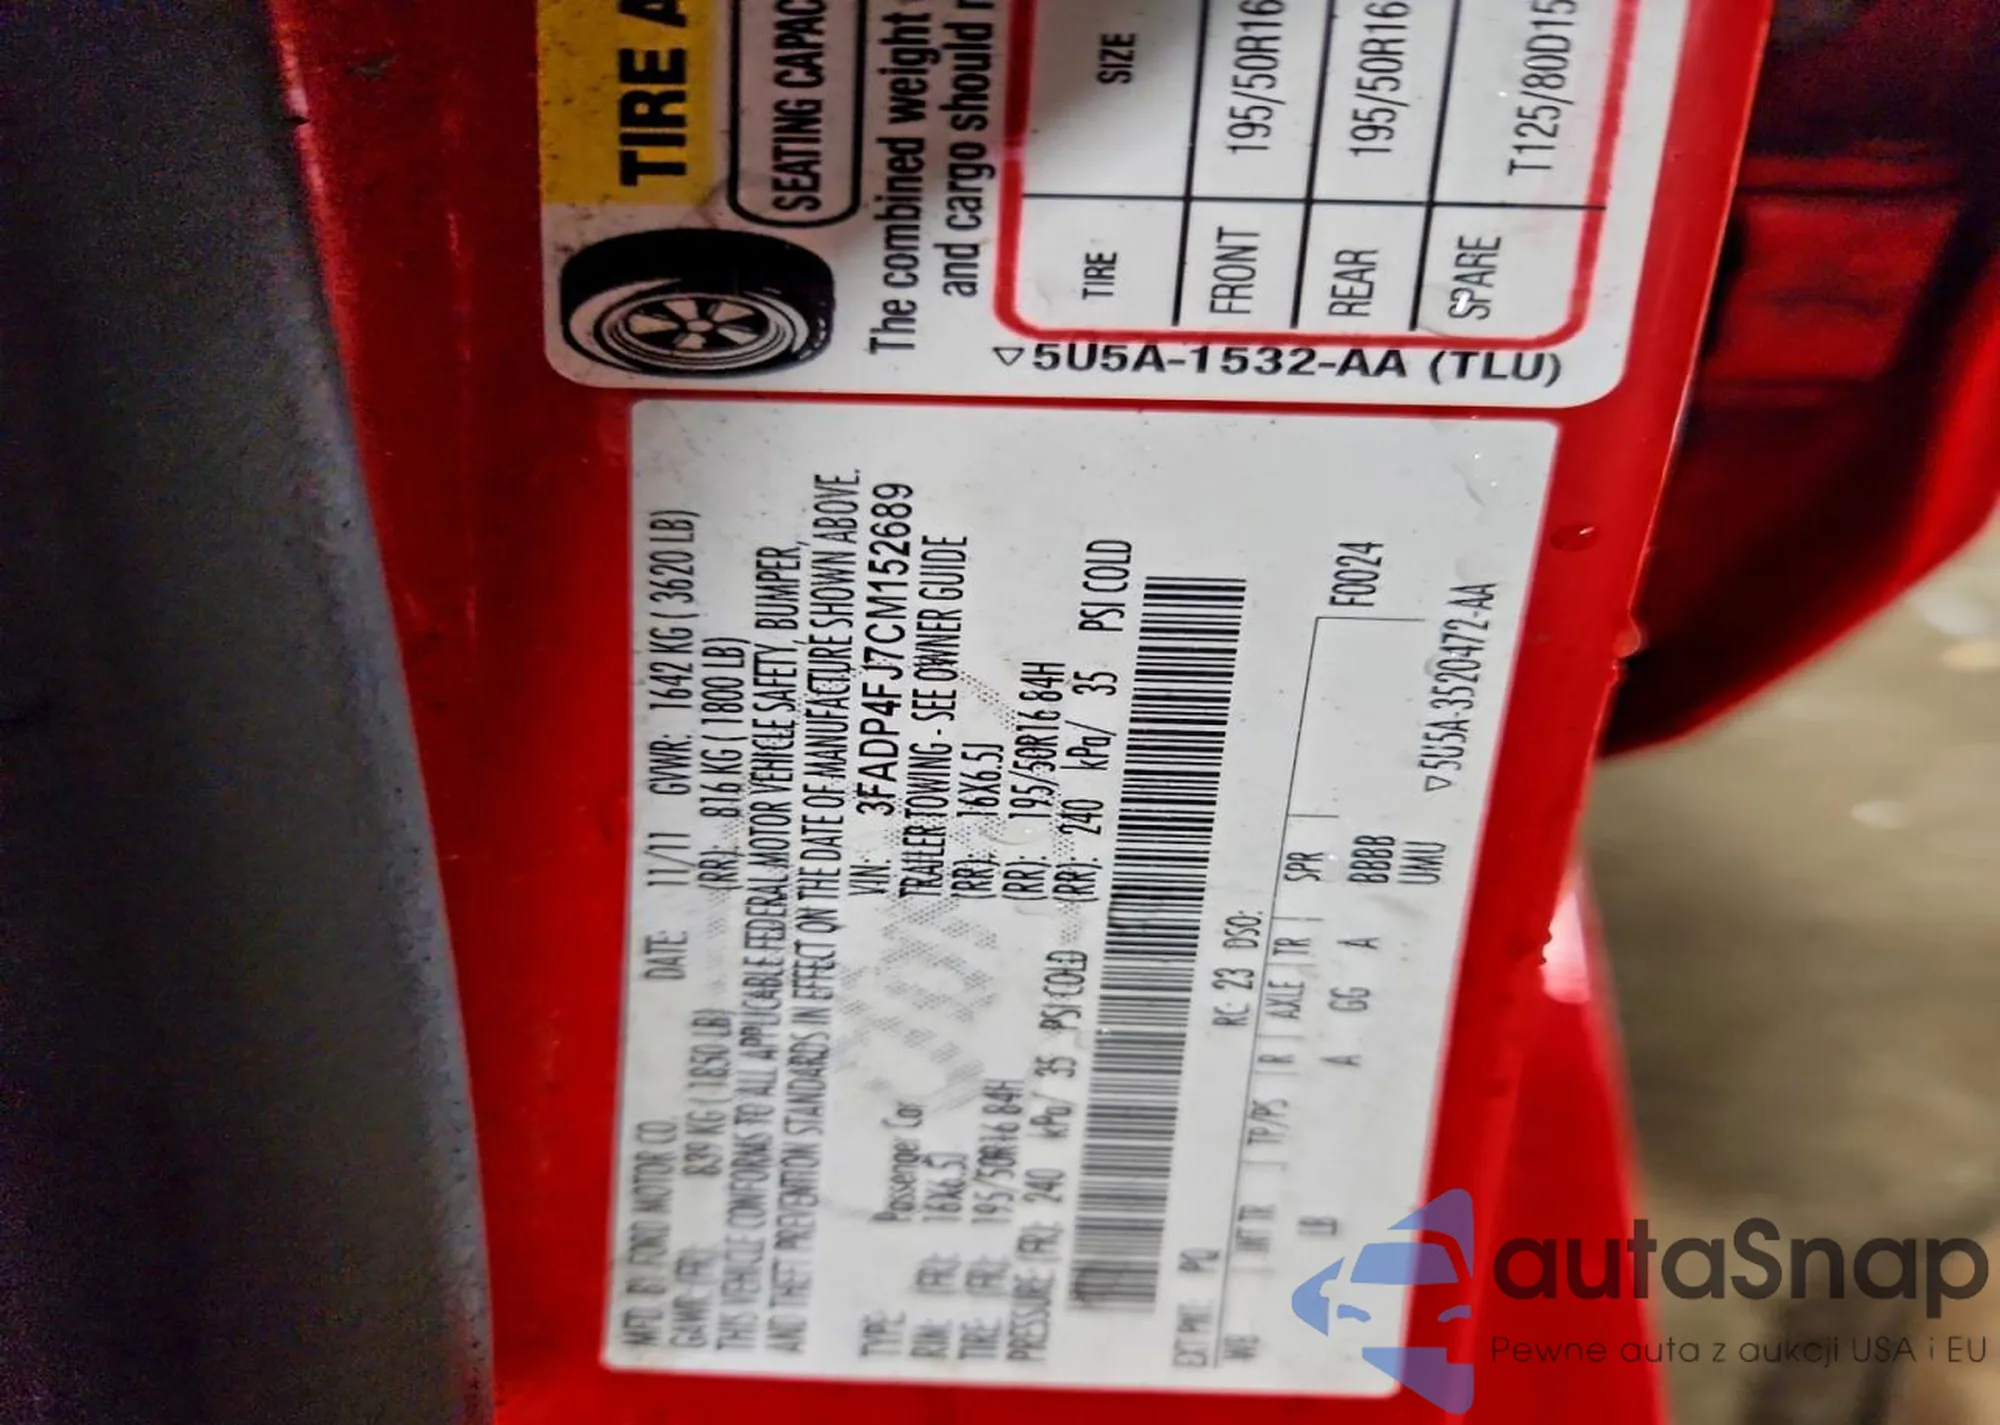 TIRE A
SEATING CAPAC
The combined weight
and cargo should
TIRE SIZE
FRONT 195/50R16
REAR 195/50R16
SPARE T125/80D15
5U5A-1532-AA (TLU)
MFD. BY FORD MOTOR CO. DATE: 11/11 GVWR: 1642 KG ( 3620 LB)
GAWR (FR): 839 KG ( 1850 LB) (RR): 816 KG ( 1800 LB)
THIS VEHICLE CONFORMS TO ALL APPLICABLE FEDERAL MOTOR VEHICLE SAFETY, BUMPER,
AND THEFT PREVENTION STANDARDS IN EFFECT ON THE DATE OF MANUFACTURE SHOWN ABOVE.
VIN: 3FADP4FJ7CM152689
TYPE: Passenger Car TRAILER TOWING - SEE OWNER GUIDE
RIM: (FR): 16X6.5J (RR): 16X6.5J
TIRE: (FR): 195/50R16 84H (RR): 195/50R16 84H
PRESSURE (FR): 240 kPa/ 35 PSI COLD (RR): 240 kPa/ 35 PSI COLD
EXT PNT: PQ RC: 23 DSO:
WB INT TR TP/PS R AXLE TR SPR F0024
LB A GG A BBBB
UMU 5U5A-3520472-AA
autaSnap
Pewne auta z aukcji USA i EU